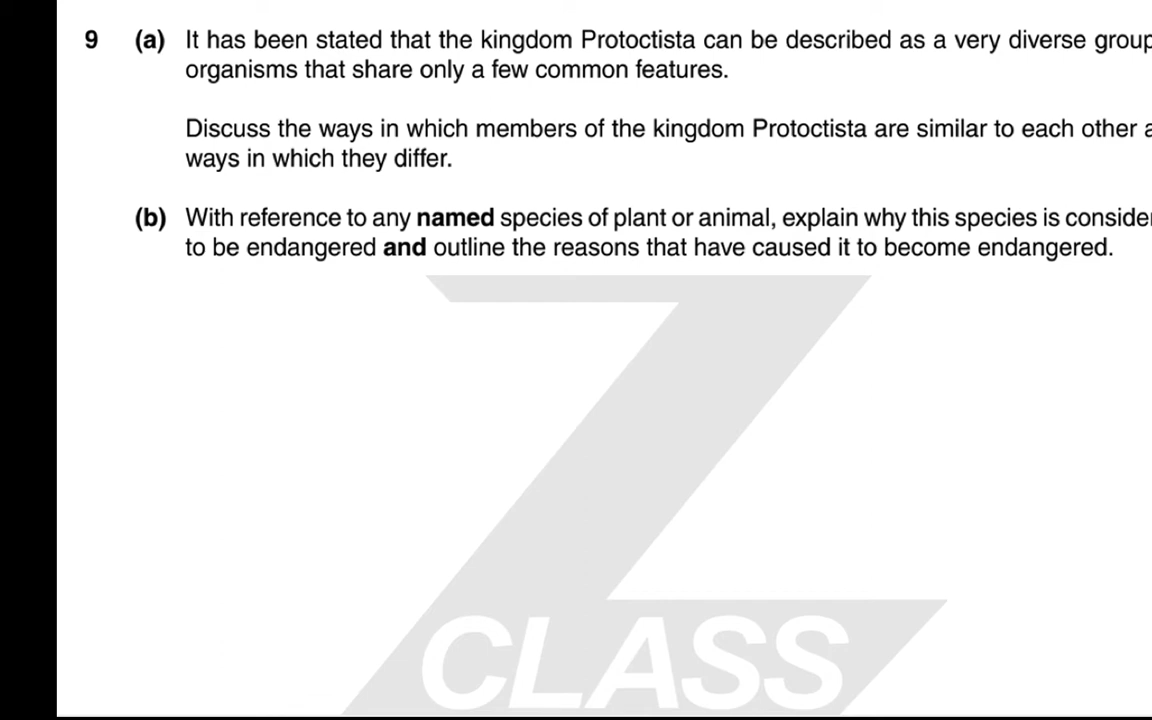 9 (a) It has been stated that the kingdom Protoctista can be described as a very diverse group
organisms that share only a few common features.
Discuss the ways in which members of the kingdom Protoctista are similar to each other
ways in which they differ.
(b) With reference to any named species of plant or animal, explain why this species is
to be endangered and outline the reasons that have caused it to become endangered.
Z
CLASS